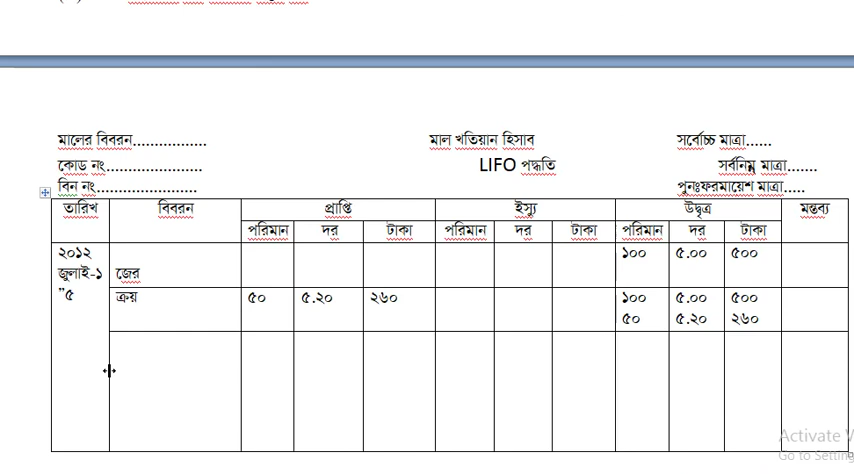 মালের বিবরন................. মাল খতিয়ান হিসাব সর্বোচ্চ মাত্রা......
কোড নং...................... LIFO পদ্ধতি সর্বনিম্ন মাত্রা.......
বিন নং....................... পুনঃফরমায়েশ মাত্রা.....
তারিখ বিবরন প্রাপ্তি ইস্যু উদ্বৃত্ত মন্তব্য
পরিমান দর টাকা পরিমান দর টাকা পরিমান দর টাকা
২০১২ ১০০ ৫.০০ ৫০০
জুলাই-১ জের
”৫ ক্রয় ৫০ ৫.২০ ২৬০ ১০০ ৫.০০ ৫০০
৫০ ৫.২০ ২৬০
Activate
Go to Setting